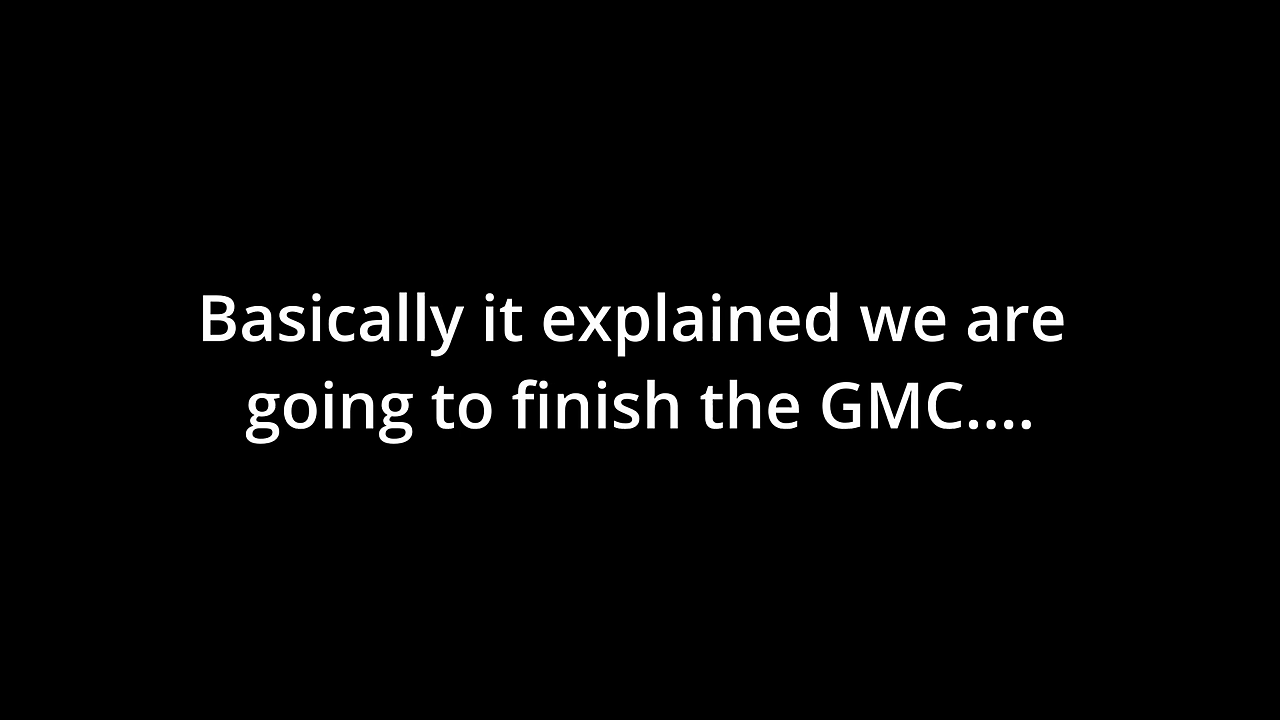 Basically it explained we are
going to finish the GMC....